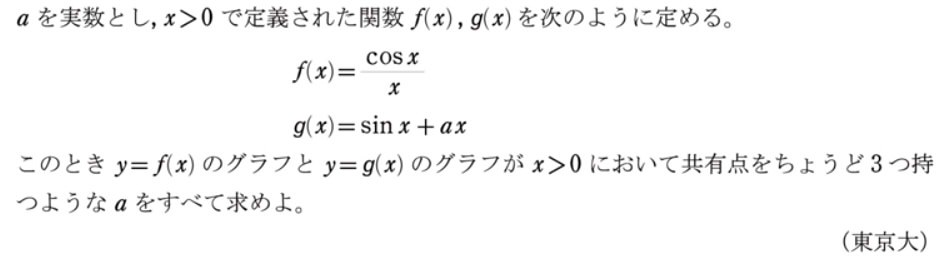 a を実数とし, x>0 で定義された関数 f(x), g(x) を次のように定める。
f(x)= cos x / x
g(x)= sin x + ax
このとき y=f(x) のグラフと y=g(x) のグラフが x>0 において共有点をちょうど 3 つ持
つような a をすべて求めよ。
(東京大)